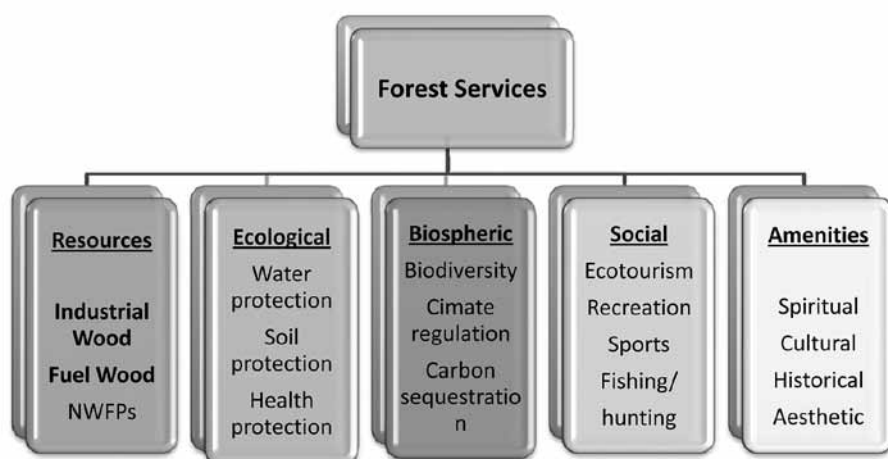 Forest Services
Resources
Industrial
Wood
Fuel Wood
NWFPs
Ecological
Water
protection
Soil
protection
Health
protection
Biospheric
Biodiversity
Cimate
regulation
Carbon
sequestratio
n
Social
Ecotourism
Recreation
Sports
Fishing/
hunting
Amenities
Spiritual
Cultural
Historical
Aesthetic